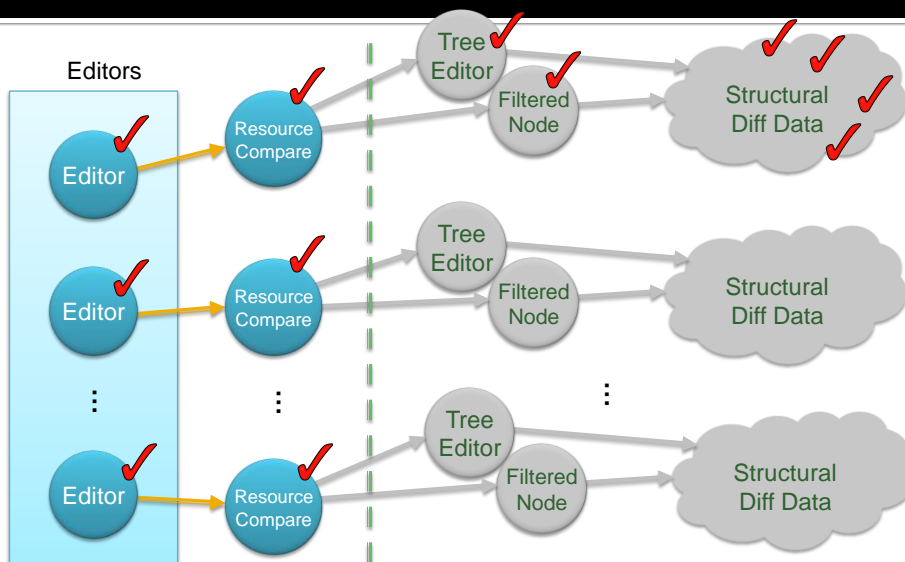 Editors
Editor
Resource
Compare
Tree
Editor
Filtered
Node
Structural
Diff Data
Editor
Resource
Compare
Tree
Editor
Filtered
Node
Structural
Diff Data
...
...
...
Editor
Resource
Compare
Tree
Editor
Filtered
Node
Structural
Diff Data